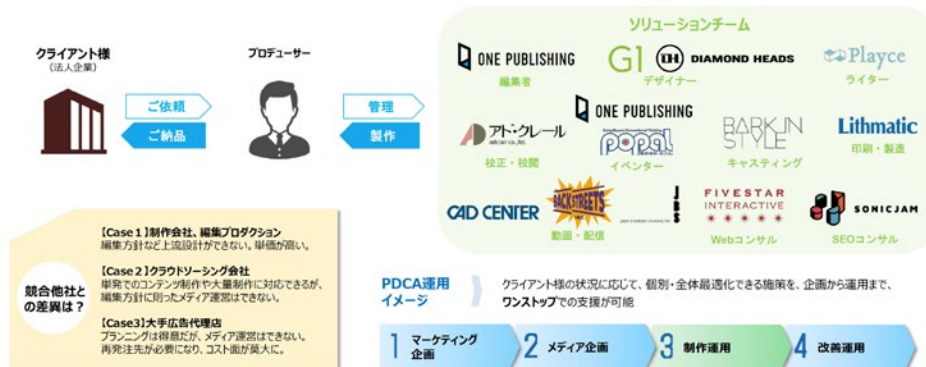 クライアント様
（法人企業）
プロデューサー
ご依頼
ご納品
管理
製作
ソリューションチーム
ONE PUBLISHING
編集者
G1
DH DIAMOND HEADS
デザイナー
Playce
ライター
アド・クレール
校正・校閲
ONE PUBLISHING
popal
イベンター
BARK IN
STYLE
キャスティング
Lithmatic
印刷・製造
CAD CENTER
BACKSTREETS
INC
動画・配信
JBS
FIVESTAR
INTERACTIVE
Webコンサル
SONICJAM
SEOコンサル
競合他社と
の差異は？
【Case１】制作会社、編集プロダクション
編集方針など上流設計ができない。単価が高い。
【Case２】クラウドソーシング会社
単発でのコンテンツ制作や大量制作に対応できるが、
編集方針に則ったメディア運営はできない。
【Case3】大手広告代理店
プランニングは得意だが、メディア運営はできない。
再発注先が必要になり、コスト面が莫大に。
PDCA運用
イメージ
クライアント様の状況に応じて、個別・全体最適化できる施策を、企画から運用まで、
ワンストップでの支援が可能
1 マーケティング
企画
2 メディア企画
3 制作運用
4 改善運用